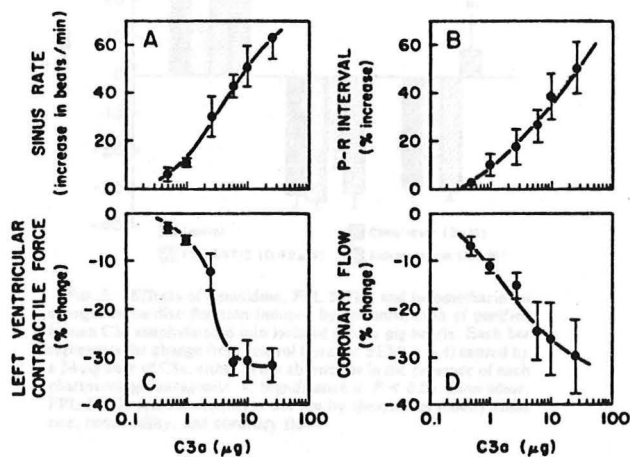 A
SINUS RATE
(increase in beats/min)
60
40
20
0
B
P-R INTERVAL
(% increase)
60
40
20
0
C
LEFT VENTRICULAR
CONTRACTILE FORCE
(% change)
0
-10
-20
-30
-40
0.1
1
10
100
C3a (μg)
D
CORONARY FLOW
(% change)
0
-10
-20
-30
-40
0.1
1
10
100
C3a (μg)